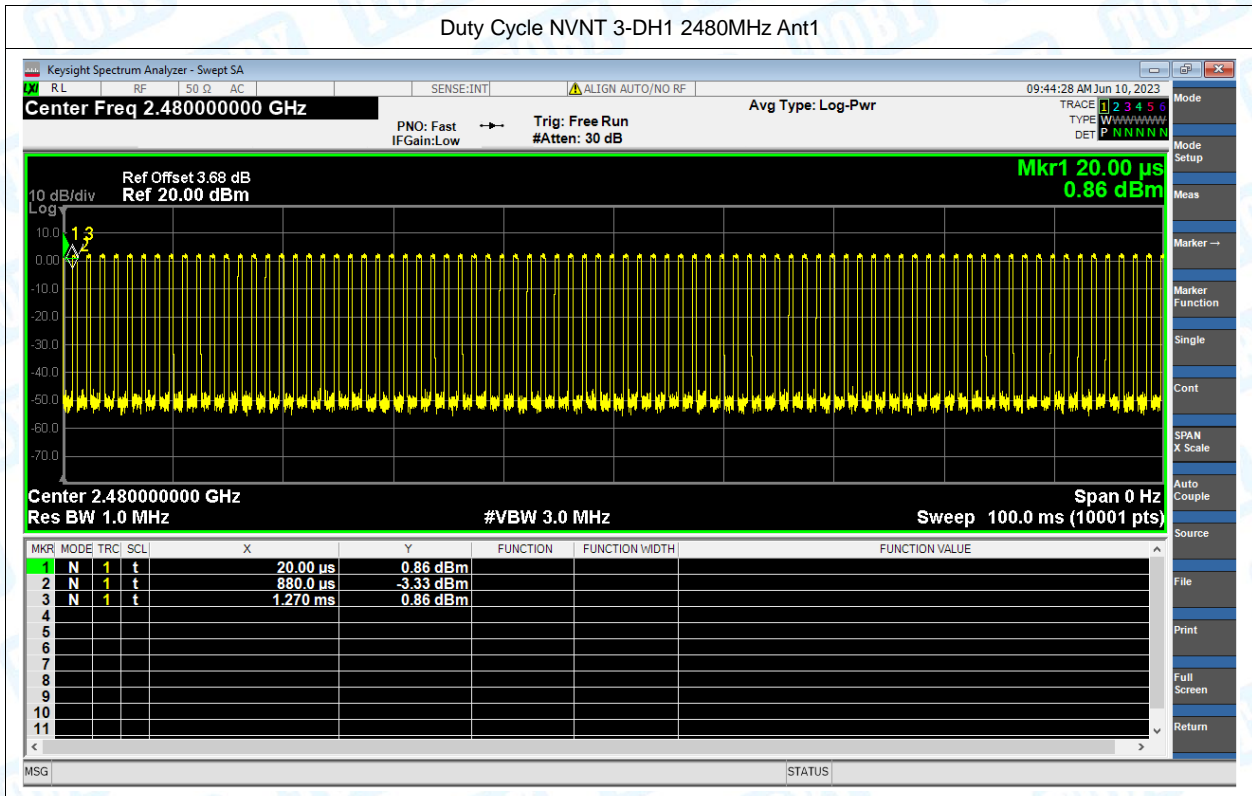 Duty Cycle NVNT 3-DH1 2480MHz Ant1
Keysight Spectrum Analyzer - Swept SA
LXI RL RF 50 Ω AC SENSE:INT ALIGN AUTO/NO RF 09:44:28 AM Jun 10, 2023
Center Freq 2.480000000 GHz
Avg Type: Log-Pwr
TRACE 1 2 3 4 5 6
TYPE WWWWWWW
DET P N N N N N
PNO: Fast
IFGain:Low
Trig: Free Run
#Atten: 30 dB
Mkr1 20.00 µs
0.86 dBm
Ref Offset 3.68 dB
Ref 20.00 dBm
10 dB/div
Log
10.0
0.00
-10.0
-20.0
-30.0
-40.0
-50.0
-60.0
-70.0
1 3
2
Center 2.480000000 GHz
Span 0 Hz
Res BW 1.0 MHz
#VBW 3.0 MHz
Sweep 100.0 ms (10001 pts)
MKR MODE TRC SCL X Y FUNCTION FUNCTION WIDTH FUNCTION VALUE
1 N 1 t 20.00 µs 0.86 dBm
2 N 1 t 880.0 µs -3.33 dBm
3 N 1 t 1.270 ms 0.86 dBm
4
5
6
7
8
9
10
11
MSG
STATUS
Mode
Mode Setup
Meas
Marker →
Marker Function
Single
Cont
SPAN X Scale
Auto Couple
Source
File
Print
Full Screen
Return
TOBY